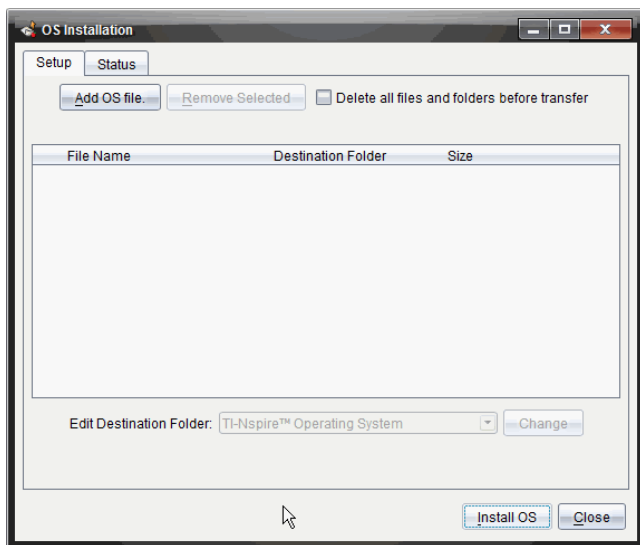 OS Installation
Setup Status
Add OS file. Remove Selected Delete all files and folders before transfer
File Name Destination Folder Size
Edit Destination Folder: TI-Nspire™ Operating System Change
Install OS Close